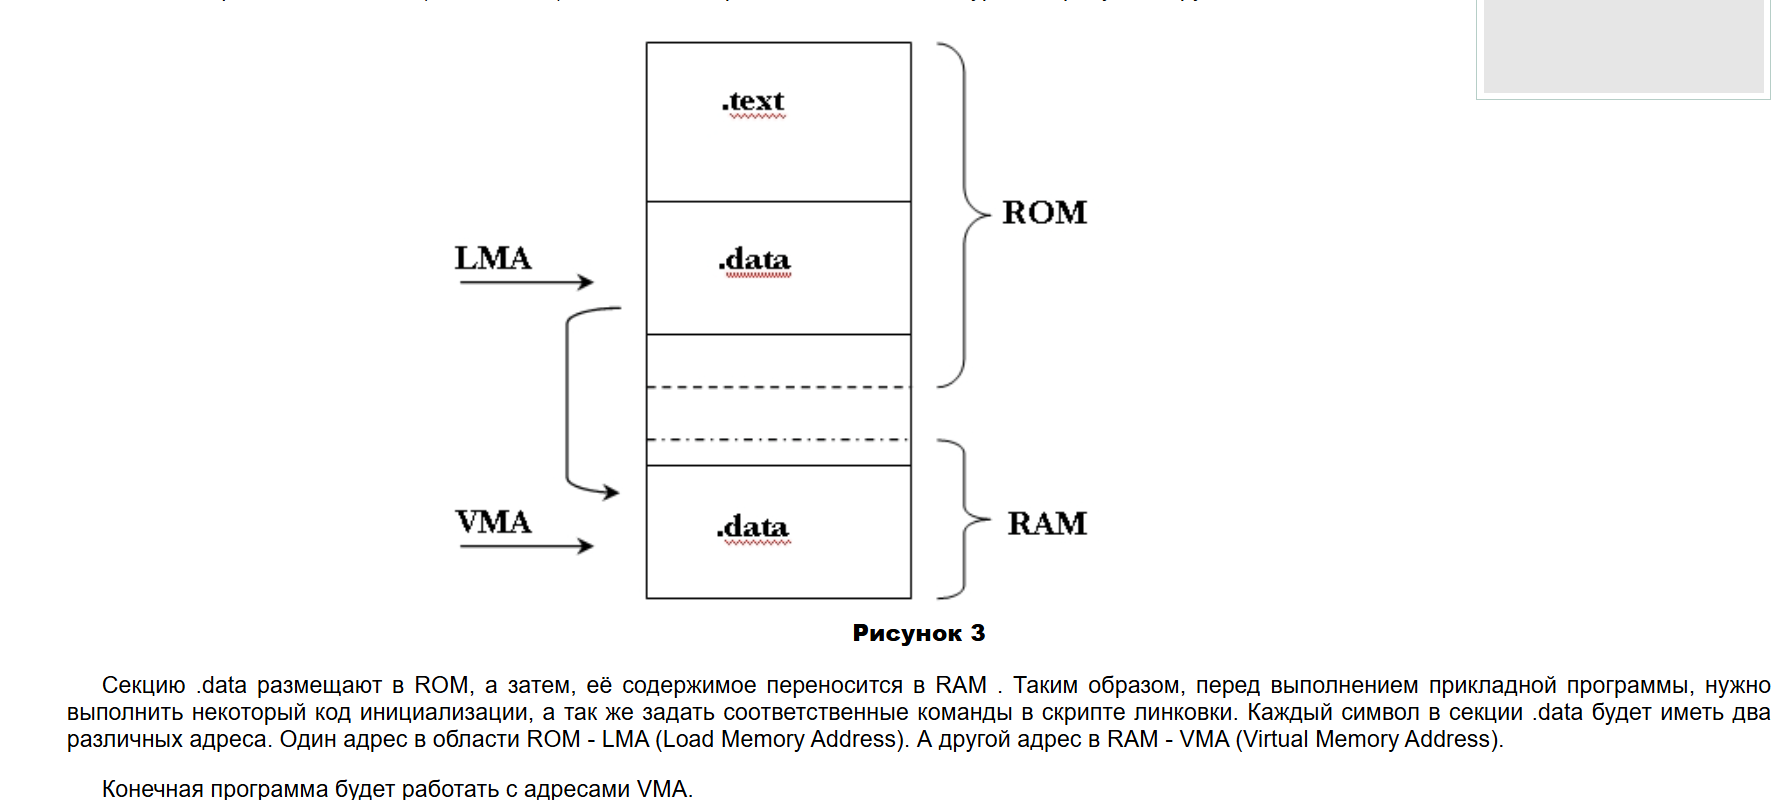 .text
ROM
LMA
.data
VMA
.data
RAM
Рисунок 3
Секцию .data размещают в ROM, а затем, её содержимое переносится в RAM . Таким образом, перед выполнением прикладной программы, нужно
выполнить некоторый код инициализации, а так же задать соответственные команды в скрипте линковки. Каждый символ в секции .data будет иметь два
различных адреса. Один адрес в области ROM - LMA (Load Memory Address). А другой адрес в RAM - VMA (Virtual Memory Address).
Конечная программа будет работать с адресами VMA.